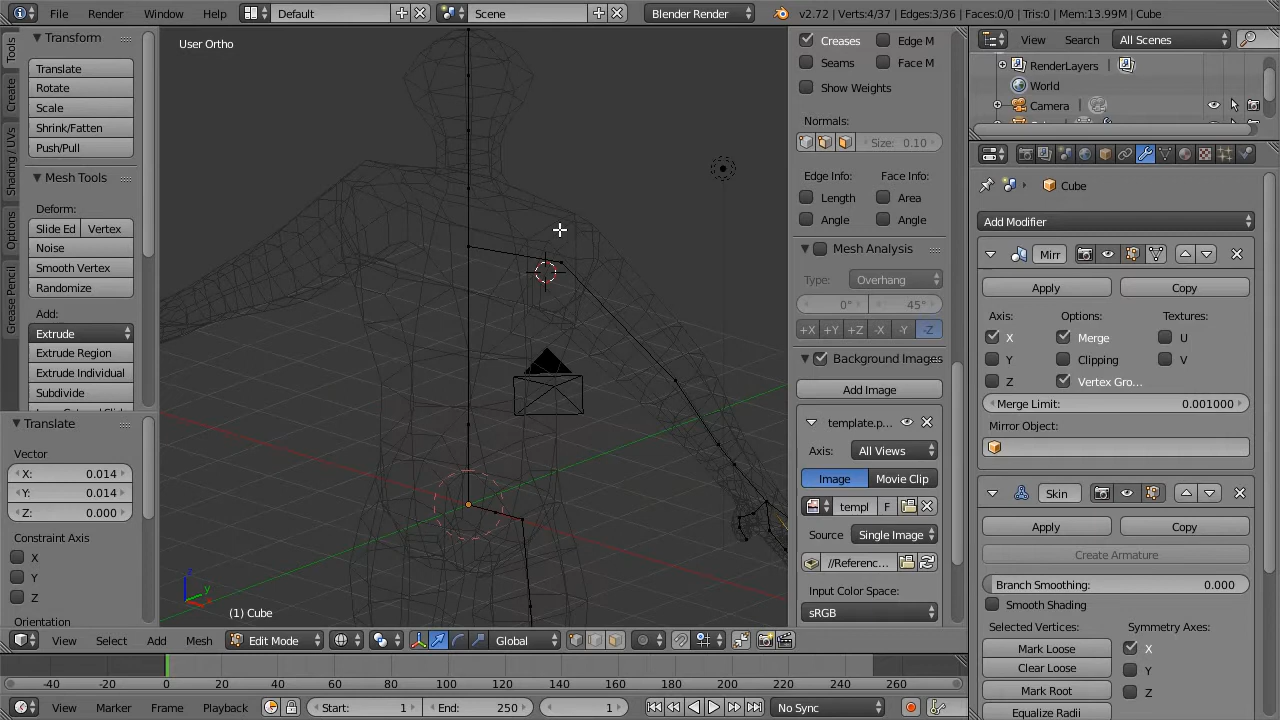 File Render Window Help Default Scene Blender Render v2.72 | Verts:4/37 | Edges:3/36 | Faces:0/0 | Tris:0 | Mem:13.99M | Cube
Tools
Create
Shading / UVs
Options
Grease Pencil
Transform
Translate
Rotate
Scale
Shrink/Fatten
Push/Pull
Mesh Tools
Deform:
Slide Ed Vertex
Noise
Smooth Vertex
Randomize
Add:
Extrude
Extrude Region
Extrude Individual
Subdivide
Translate
Vector
X: 0.014
Y: 0.014
Z: 0.000
Constraint Axis
X
Y
Z
Orientation
User Ortho
(1) Cube
View Select Add Mesh Edit Mode Global
Creases Edge M
Seams Face M
Show Weights
Normals:
Size: 0.10
Edge Info: Face Info:
Length Area
Angle Angle
Mesh Analysis
Type: Overhang
0° 45°
+X +Y +Z -X -Y -Z
Background Images
Add Image
template.p...
Axis: All Views
Image Movie Clip
templ F
Source Single Image
//Referenc...
Input Color Space:
sRGB
View Search All Scenes
RenderLayers
World
Camera
Cube
Add Modifier
Mirr
Apply Copy
Axis: Options: Textures:
X Merge U
Y Clipping V
Z Vertex Gro...
Merge Limit: 0.001000
Mirror Object:
Skin
Apply Copy
Create Armature
Branch Smoothing: 0.000
Smooth Shading
Selected Vertices: Symmetry Axes:
Mark Loose X
Clear Loose Y
Mark Root Z
Equalize Radii
-40 -20 0 20 40 60 80 100 120 140 160 180 200 220 240 260
View Marker Frame Playback Start: 1 End: 250 1 No Sync